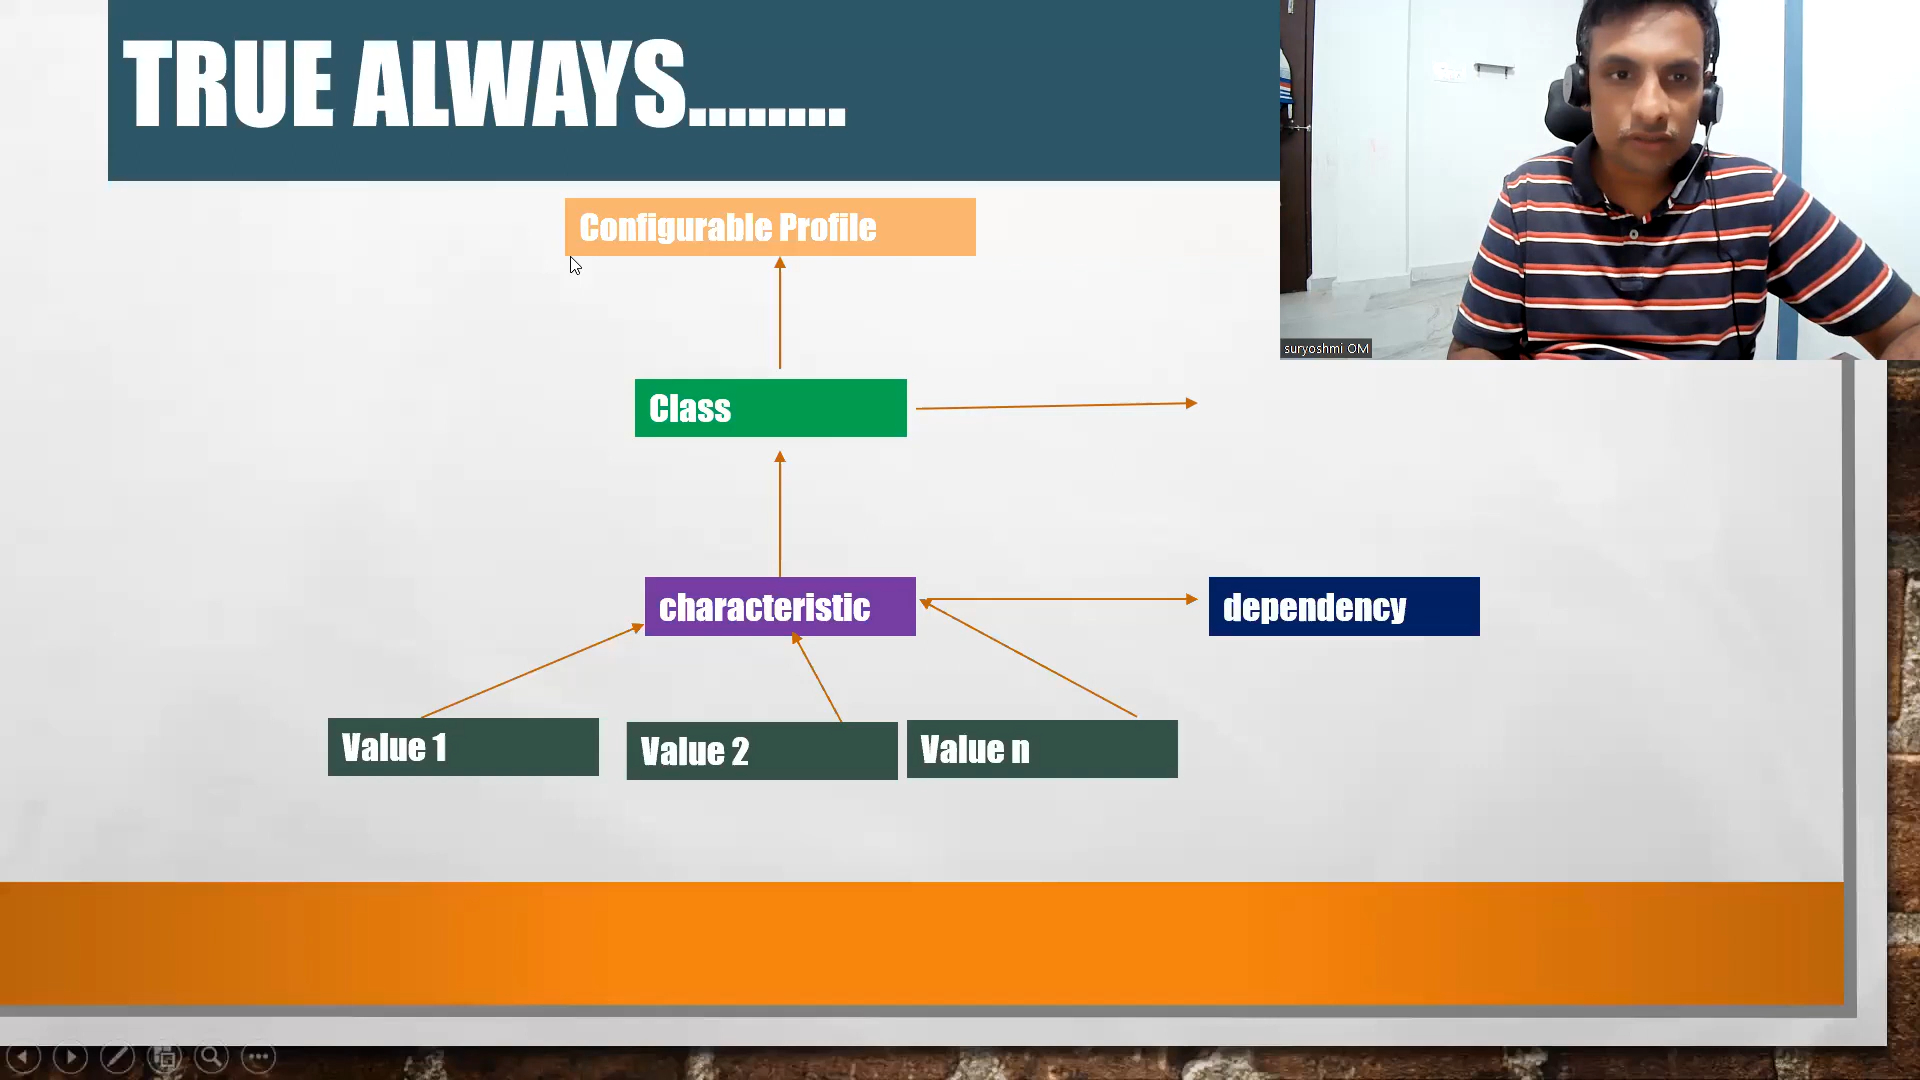 TRUE ALWAYS........
Configurable Profile
suryoshmi OM
Class
characteristic
dependency
Value 1
Value 2
Value n